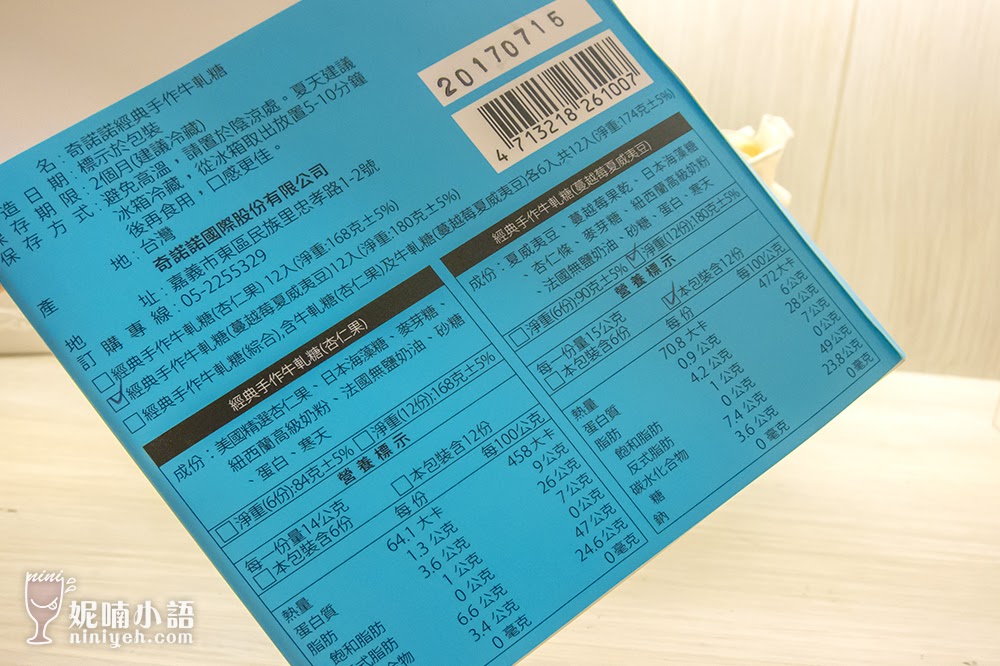 名：奇諾諾經典手作牛軋糖
造日期：標示於包裝
保存期限：2個月(建議冷藏)
保存方式：避免高溫，請置於陰涼處。夏天建議
冰箱冷藏，從冰箱取出放置5-10分鐘
後再食用，口感更佳。
產地：台灣
奇諾諾國際股份有限公司
地址：嘉義市東區民族里忠孝路1-2號
訂購專線：05-2255329
經典手作牛軋糖(杏仁果) 12入(淨重:168克±5%)
經典手作牛軋糖(蔓越莓夏威夷豆)12入(淨重:180克±5%)
經典手作牛軋糖(綜合) 含牛軋糖(杏仁果)及牛軋糖(蔓越莓夏威夷豆)各6入共12入(淨重:174克±5%)
20170715
4713218261007
經典手作牛軋糖(杏仁果)
成份：美國精選杏仁果、日本海藻糖、麥芽糖、
紐西蘭高級奶粉、法國無鹽奶油、砂糖
、蛋白、寒天
淨重(6份):84克±5% 淨重(12份):168克±5%
營養標示
每一份量14公克
本包裝含6份 本包裝含12份
每份 每100公克
熱量 64.1 大卡 458 大卡
蛋白質 1.3 公克 9 公克
脂肪 3.6 公克 26 公克
飽和脂肪 1 公克 7 公克
反式脂肪 0 公克 0 公克
化合物 6.6 公克 47 公克
3.4 公克 24.6 公克
0 毫克 0 毫克
經典手作牛軋糖(蔓越莓夏威夷豆)
成份：夏威夷豆、蔓越莓果乾、日本海藻糖
、杏仁條、麥芽糖、紐西蘭高級奶粉
、法國無鹽奶油、砂糖、蛋白、寒天
淨重(6份):90克±5% 淨重(12份):180克±5%
營養標示
每一份量15公克
本包裝含6份 本包裝含12份
每份 每100公克
熱量 70.8 大卡 472 大卡
蛋白質 0.9 公克 6 公克
脂肪 4.2 公克 28 公克
飽和脂肪 1 公克 7 公克
反式脂肪 0 公克 0 公克
碳水化合物 7.4 公克 49 公克
糖 3.6 公克 23.8 公克
鈉 0 毫克 0 毫克
nini
妮喃小語
niniyeh.com